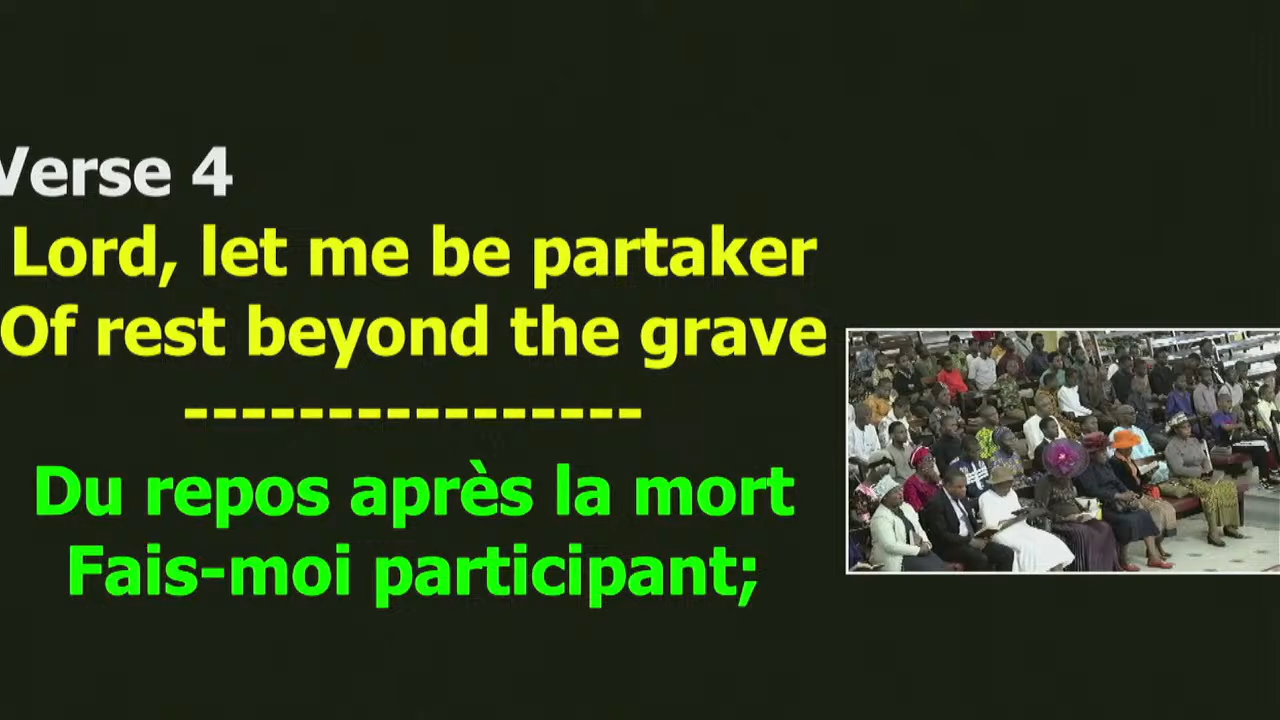 Verse 4
Lord, let me be partaker
Of rest beyond the grave
----------------
Du repos après la mort
Fais-moi participant;